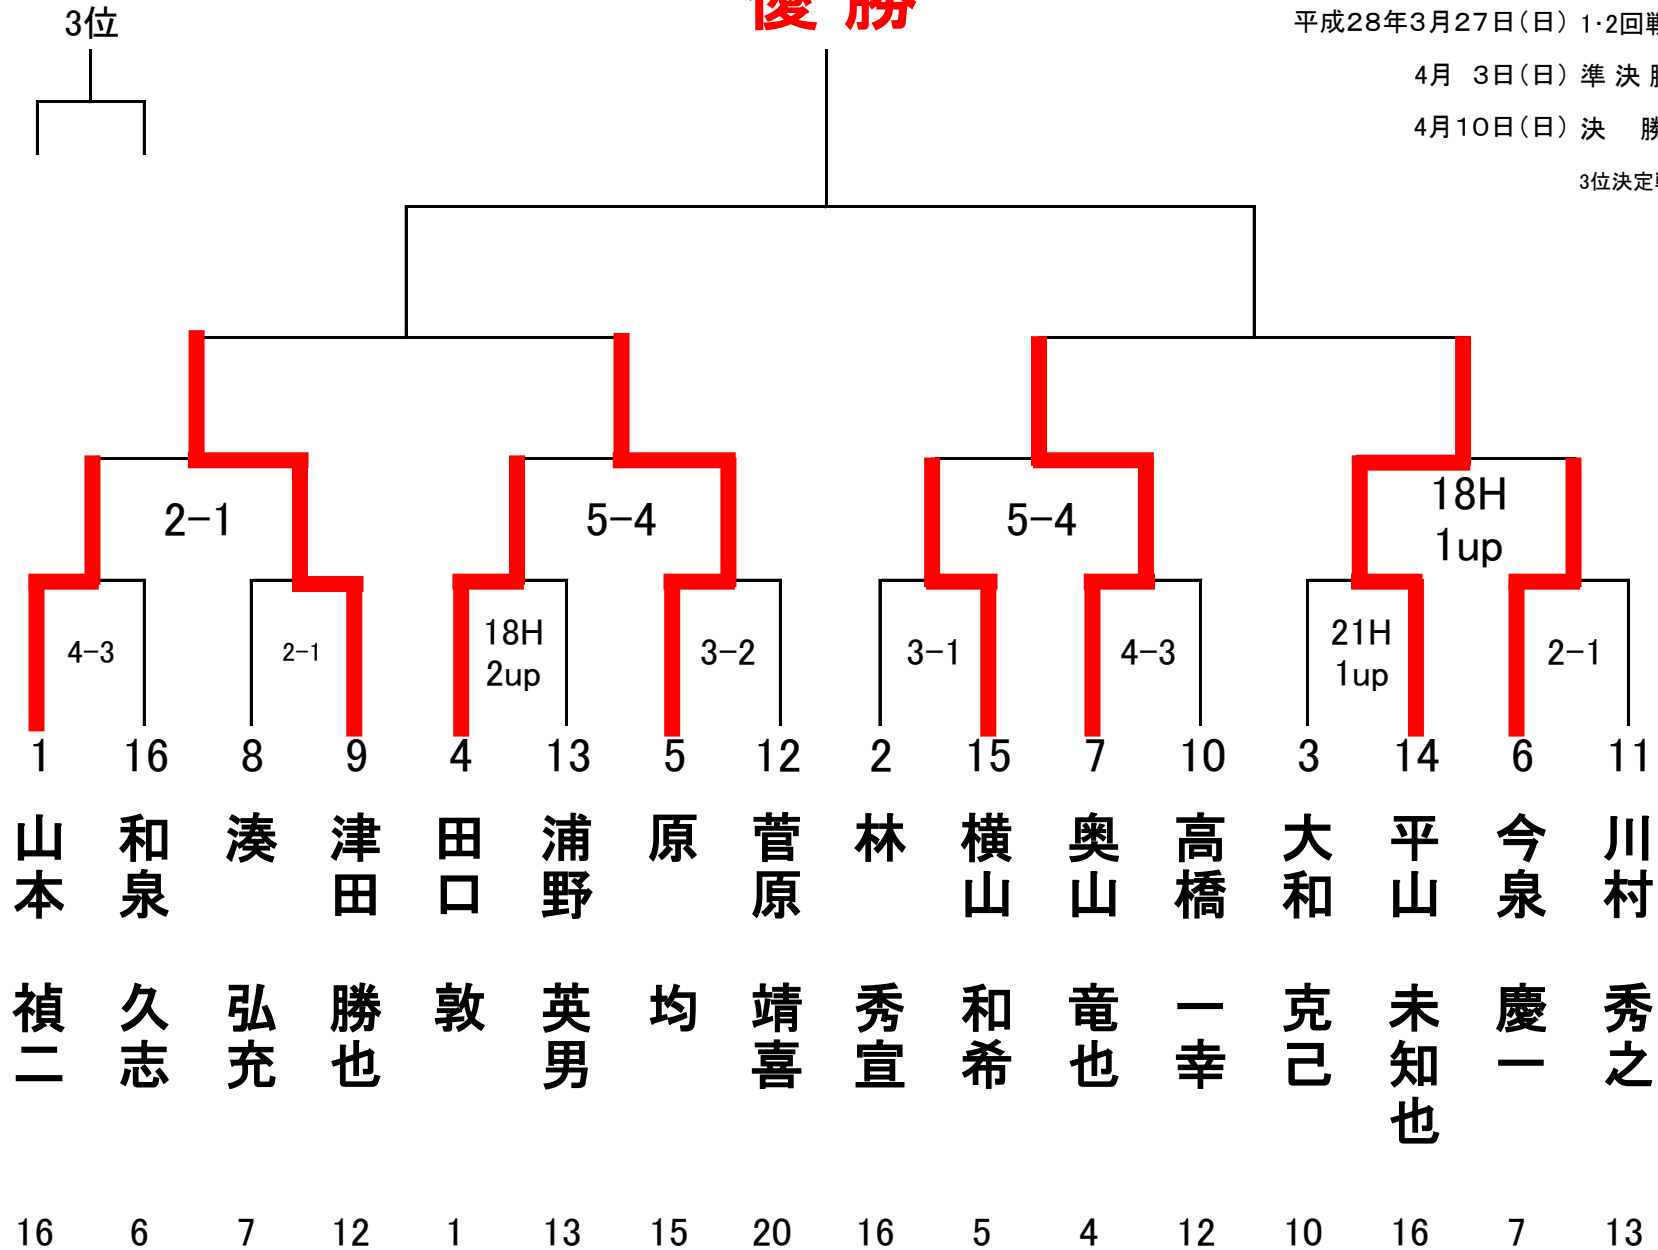 優 勝
3位
平成28年3月27日(日) 1・2回戦
4月 3日(日) 準 決 勝
4月10日(日) 決 勝
3位決定戦
2-1
5-4
5-4
18H
1up
4-3
2-1
18H
2up
3-2
3-1
4-3
21H
1up
2-1
1 16 8 9 4 13 5 12 2 15 7 10 3 14 6 11
山本 禎二
和泉 久志
湊 弘充
津田 勝也
田口 敦
浦野 英男
原 均
菅原 靖喜
林 秀宣
横山 和希
奥山 竜也
高橋 一幸
大和 克己
平山 未知也
今泉 慶一
川村 秀之
16 6 7 12 1 13 15 20 16 5 4 12 10 16 7 13